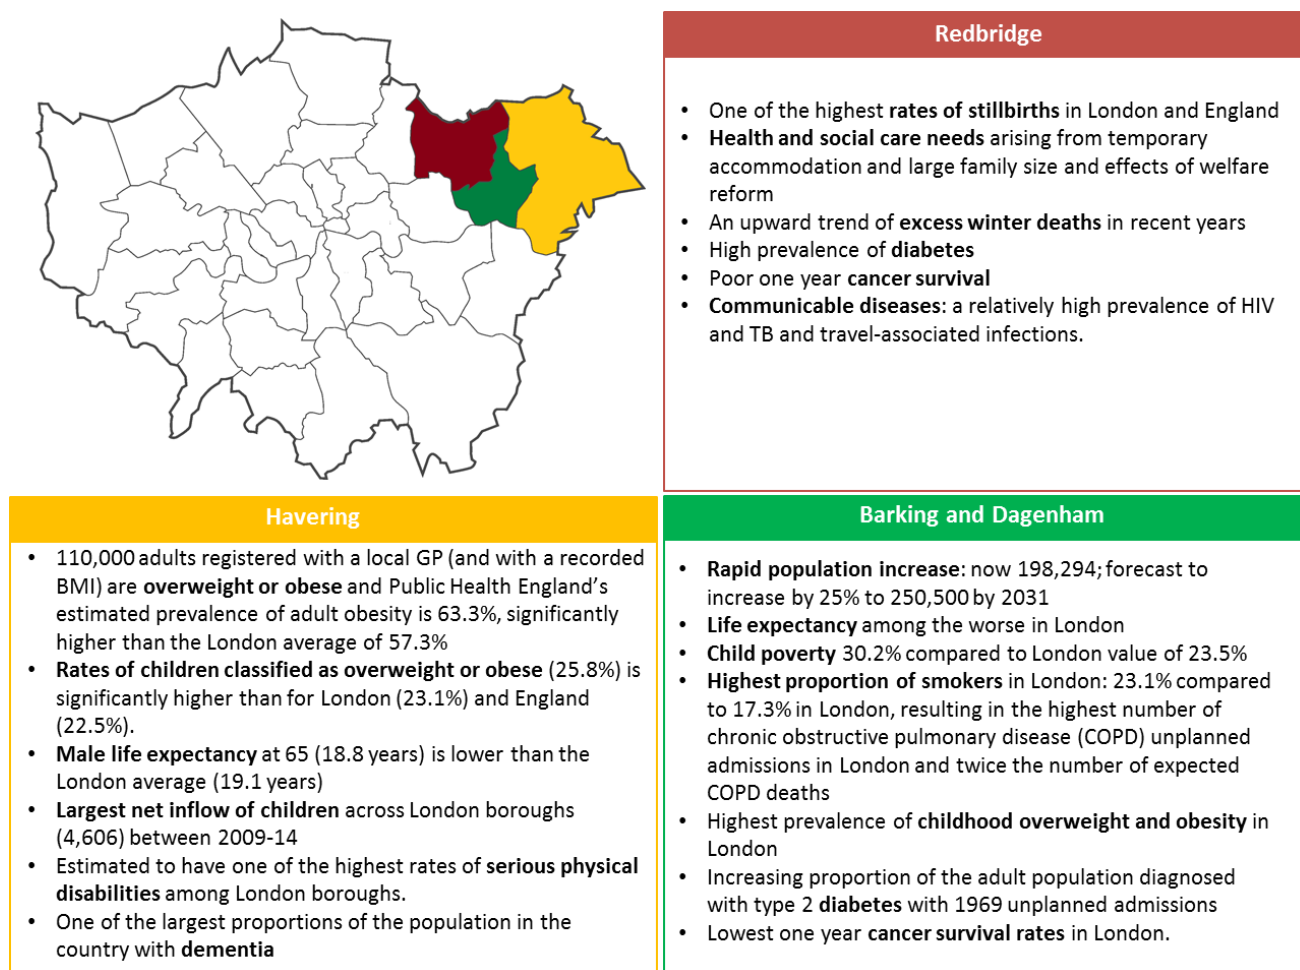 Redbridge
• One of the highest rates of stillbirths in London and England
• Health and social care needs arising from temporary
accommodation and large family size and effects of welfare
reform
• An upward trend of excess winter deaths in recent years
• High prevalence of diabetes
• Poor one year cancer survival
• Communicable diseases: a relatively high prevalence of HIV
and TB and travel-associated infections.
Havering
• 110,000 adults registered with a local GP (and with a recorded
BMI) are overweight or obese and Public Health England’s
estimated prevalence of adult obesity is 63.3%, significantly
higher than the London average of 57.3%
• Rates of children classified as overweight or obese (25.8%) is
significantly higher than for London (23.1%) and England
(22.5%).
• Male life expectancy at 65 (18.8 years) is lower than the
London average (19.1 years)
• Largest net inflow of children across London boroughs
(4,606) between 2009-14
• Estimated to have one of the highest rates of serious physical
disabilities among London boroughs.
• One of the largest proportions of the population in the
country with dementia
Barking and Dagenham
• Rapid population increase: now 198,294; forecast to
increase by 25% to 250,500 by 2031
• Life expectancy among the worse in London
• Child poverty 30.2% compared to London value of 23.5%
• Highest proportion of smokers in London: 23.1% compared
to 17.3% in London, resulting in the highest number of
chronic obstructive pulmonary disease (COPD) unplanned
admissions in London and twice the number of expected
COPD deaths
• Highest prevalence of childhood overweight and obesity in
London
• Increasing proportion of the adult population diagnosed
with type 2 diabetes with 1969 unplanned admissions
• Lowest one year cancer survival rates in London.